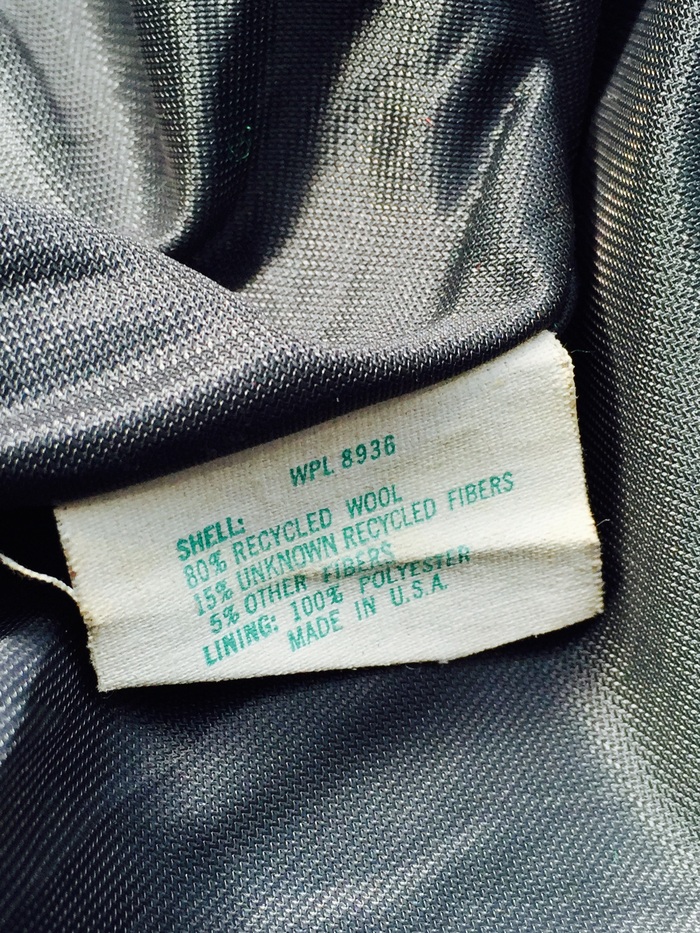 WPL 8936
SHELL:
80% RECYCLED WOOL
15% UNKNOWN RECYCLED FIBERS
5% OTHER FIBERS
LINING: 100% POLYESTER
MADE IN U.S.A.